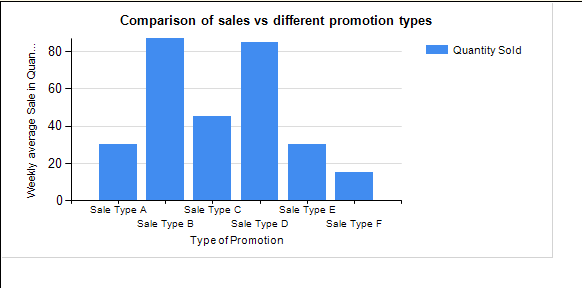 Comparison of sales vs different promotion types
Weekly average Sale in Quan...
80
60
40
20
0
Quantity Sold
Sale Type A
Sale Type B
Sale Type C
Sale Type D
Sale Type E
Sale Type F
Type of Promotion